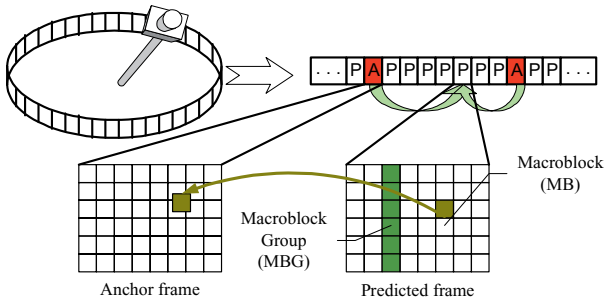 . . . P A P P P P P P P A P P . . .
Macroblock
(MB)
Macroblock
Group
(MBG)
Anchor frame
Predicted frame